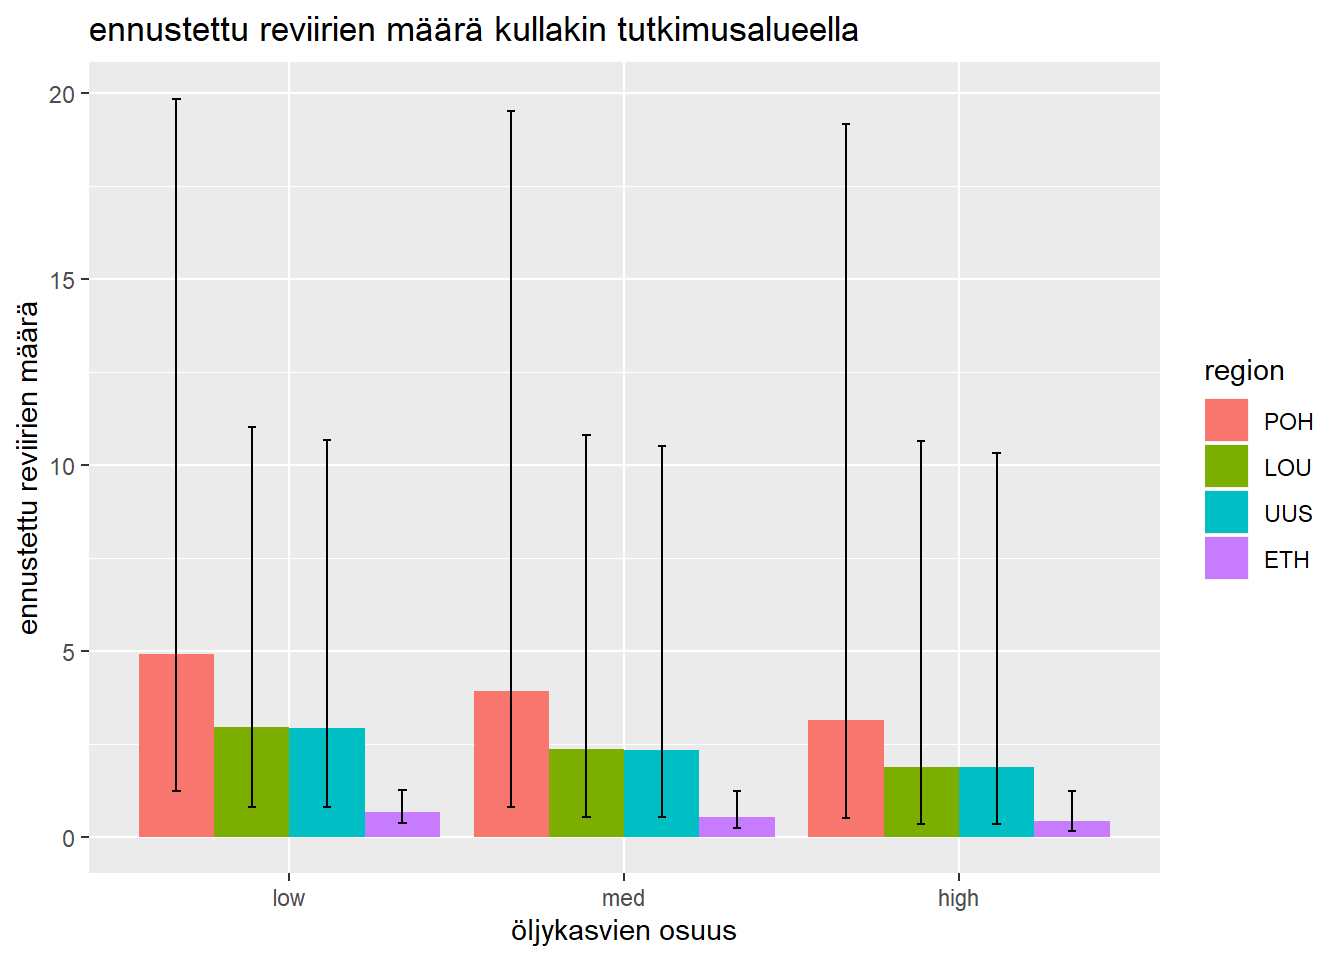 ennustettu reviirien määrä kullakin tutkimusalueella
ennustettu reviirien määrä
20
15
10
5
0
low
med
high
öljykasvien osuus
region
POH
LOU
UUS
ETH